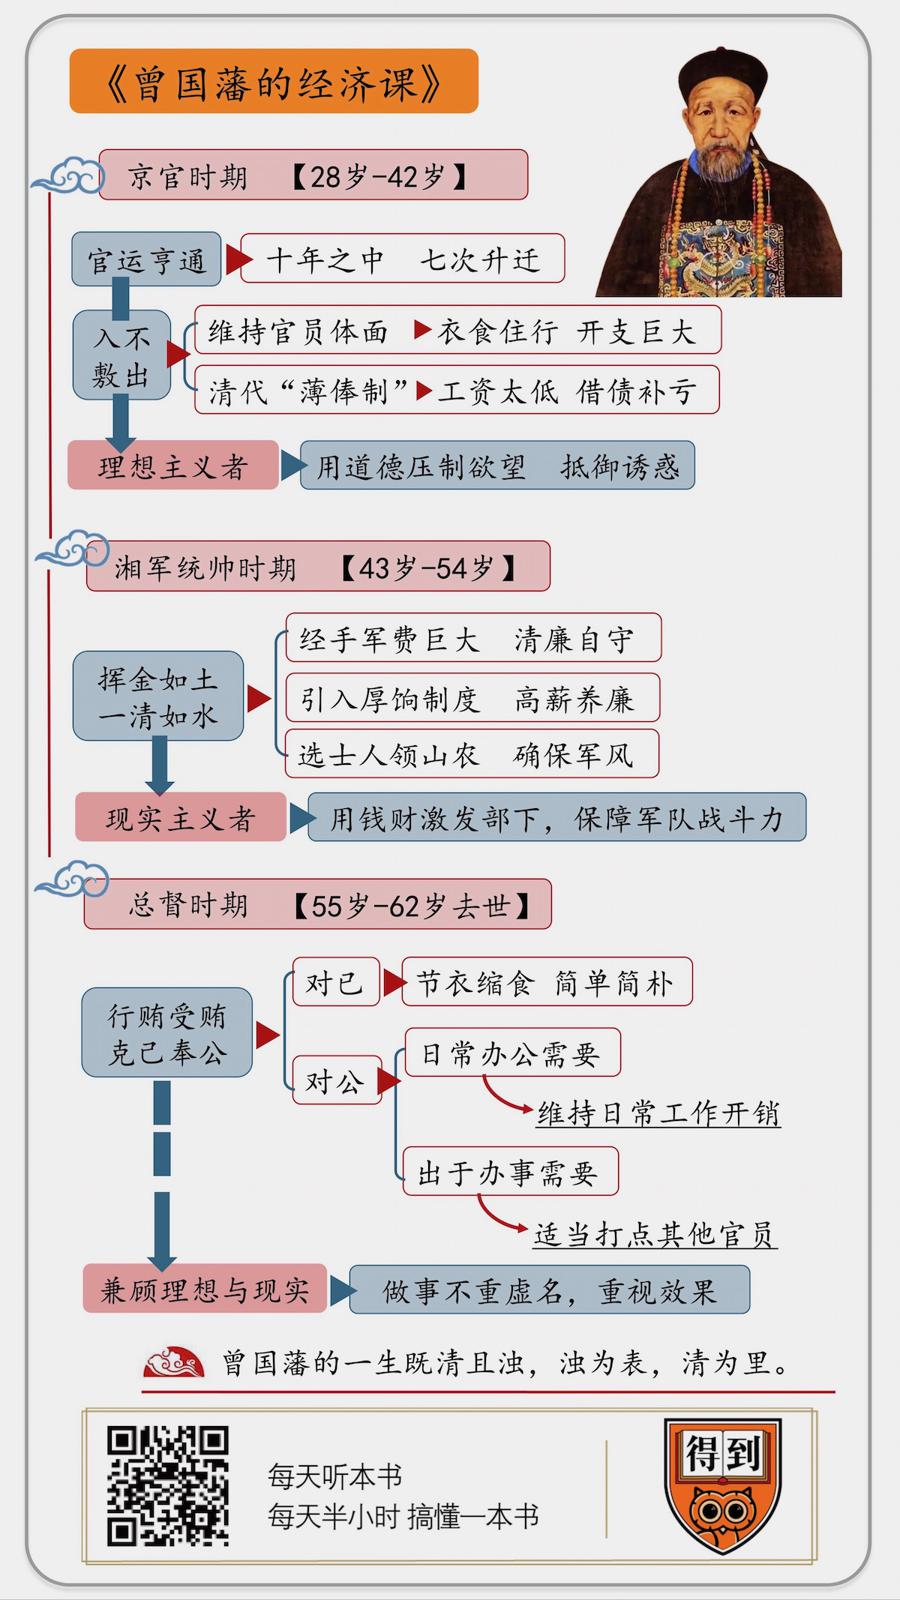 《曾国藩的经济课》
京官时期 【28岁-42岁】
官运亨通
十年之中 七次升迁
入不
敷出
维持官员体面 衣食住行 开支巨大
清代“薄俸制” 工资太低 借债补亏
理想主义者
用道德压制欲望 抵御诱惑
湘军统帅时期 【43岁-54岁】
挥金如土
一清如水
经手军费巨大 清廉自守
引入厚饷制度 高薪养廉
选士人领山农 确保军风
现实主义者
用钱财激发部下，保障军队战斗力
总督时期 【55岁-62岁去世】
行贿受贿
克己奉公
对已
节衣缩食 简单简朴
对公
日常办公需要
维持日常工作开销
出于办事需要
适当打点其他官员
兼顾理想与现实
做事不重虚名，重视效果
曾国藩的一生既清且浊，浊为表，清为里。
每天听本书
每天半小时 搞懂一本书
得到